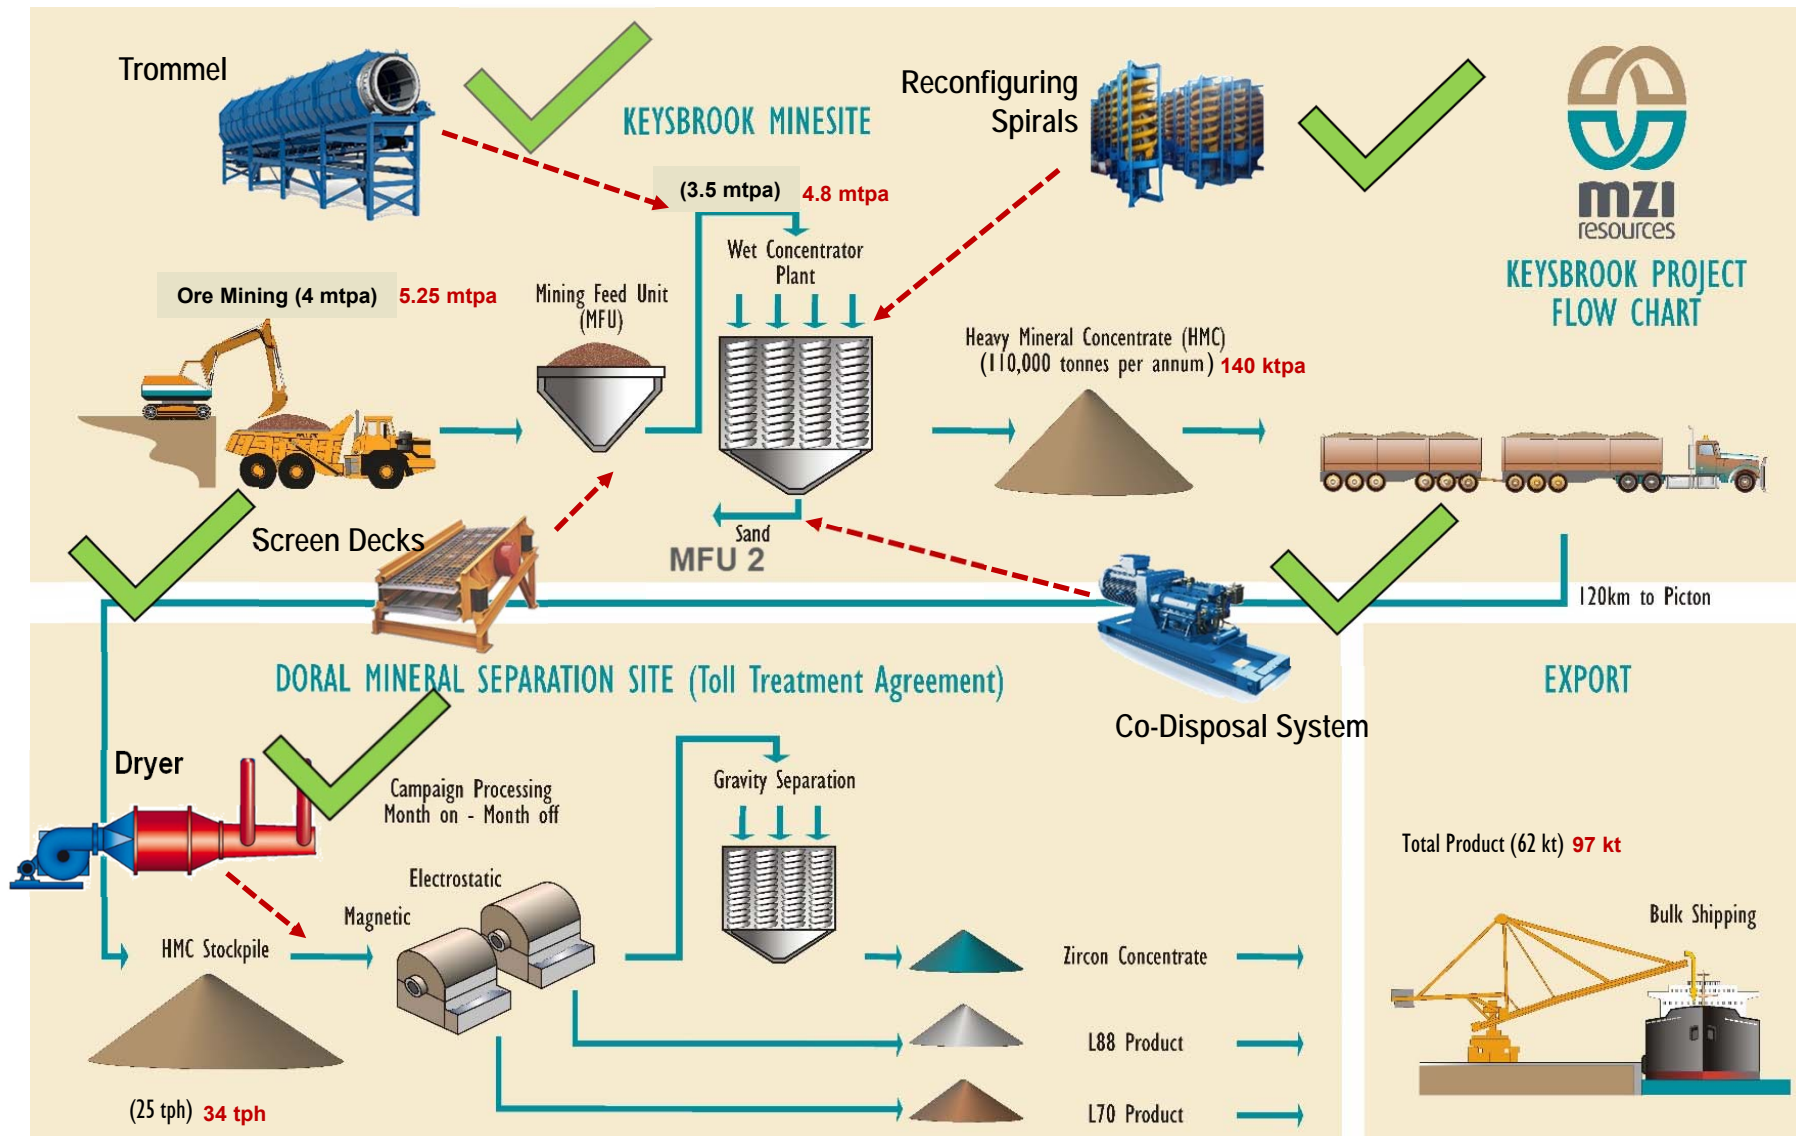 Trommel
KEYSBROOK MINESITE
Reconfiguring
Spirals
mzi
resources
KEYSBROOK PROJECT
FLOW CHART
(3.5 mtpa) 4.8 mtpa
Wet Concentrator
Plant
Ore Mining (4 mtpa) 5.25 mtpa
Mining Feed Unit
(MFU)
Heavy Mineral Concentrate (HMC)
(110,000 tonnes per annum) 140 ktpa
Screen Decks
Sand
MFU 2
120km to Picton
DORAL MINERAL SEPARATION SITE (Toll Treatment Agreement)
Co-Disposal System
EXPORT
Dryer
Campaign Processing
Month on - Month off
Gravity Separation
Electrostatic
Magnetic
HMC Stockpile
(25 tph) 34 tph
Zircon Concentrate
L88 Product
L70 Product
Total Product (62 kt) 97 kt
Bulk Shipping